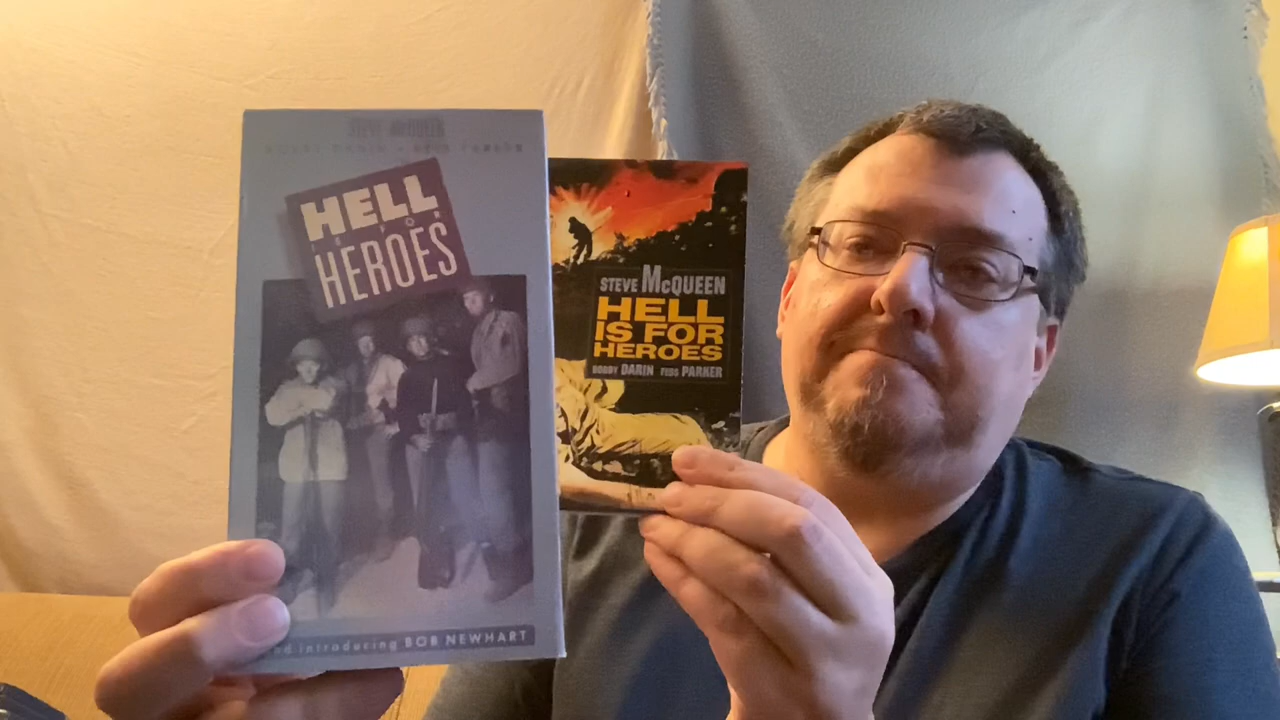 STEVE McQUEEN
BOBBY DARIN • FESS PARKER
HELL
IS FOR
HEROES
and introducing BOB NEWHART
STEVE McQUEEN
HELL
IS FOR
HEROES
BOBBY DARIN FESS PARKER